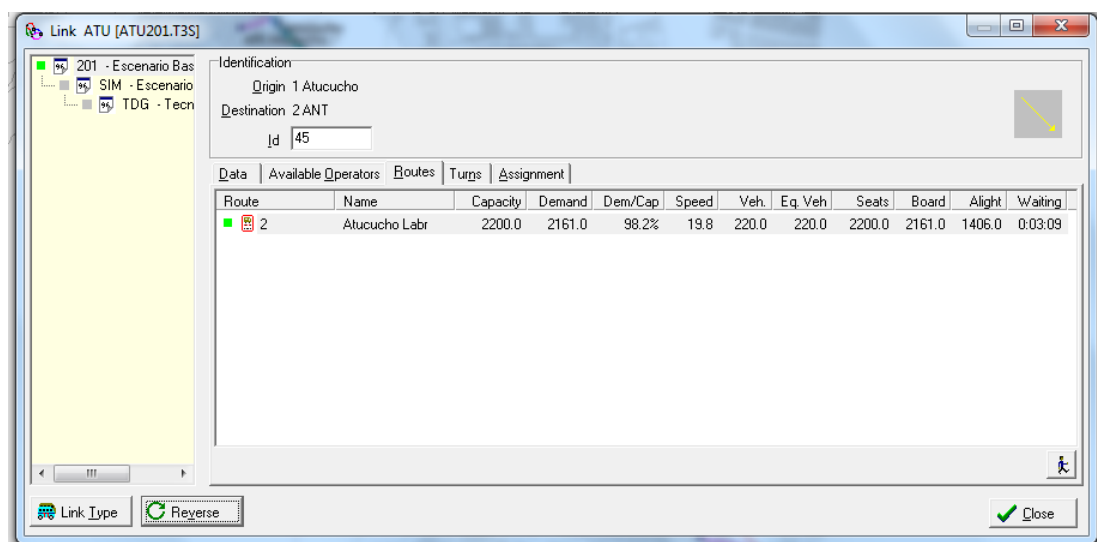 Link ATU [ATU201.T3S]
201 - Escenario Bas
SIM - Escenario
TDG - Tecn
Identification
Origin 1 Atucucho
Destination 2 ANT
Id 45
Data Available Operators Routes Turns Assignment
Route Name Capacity Demand Dem/Cap Speed Veh. Eq. Veh Seats Board Alight Waiting
2 Atucucho Labr 2200.0 2161.0 98.2% 19.8 220.0 220.0 2200.0 2161.0 1406.0 0:03:09
Link Type Reverse Close